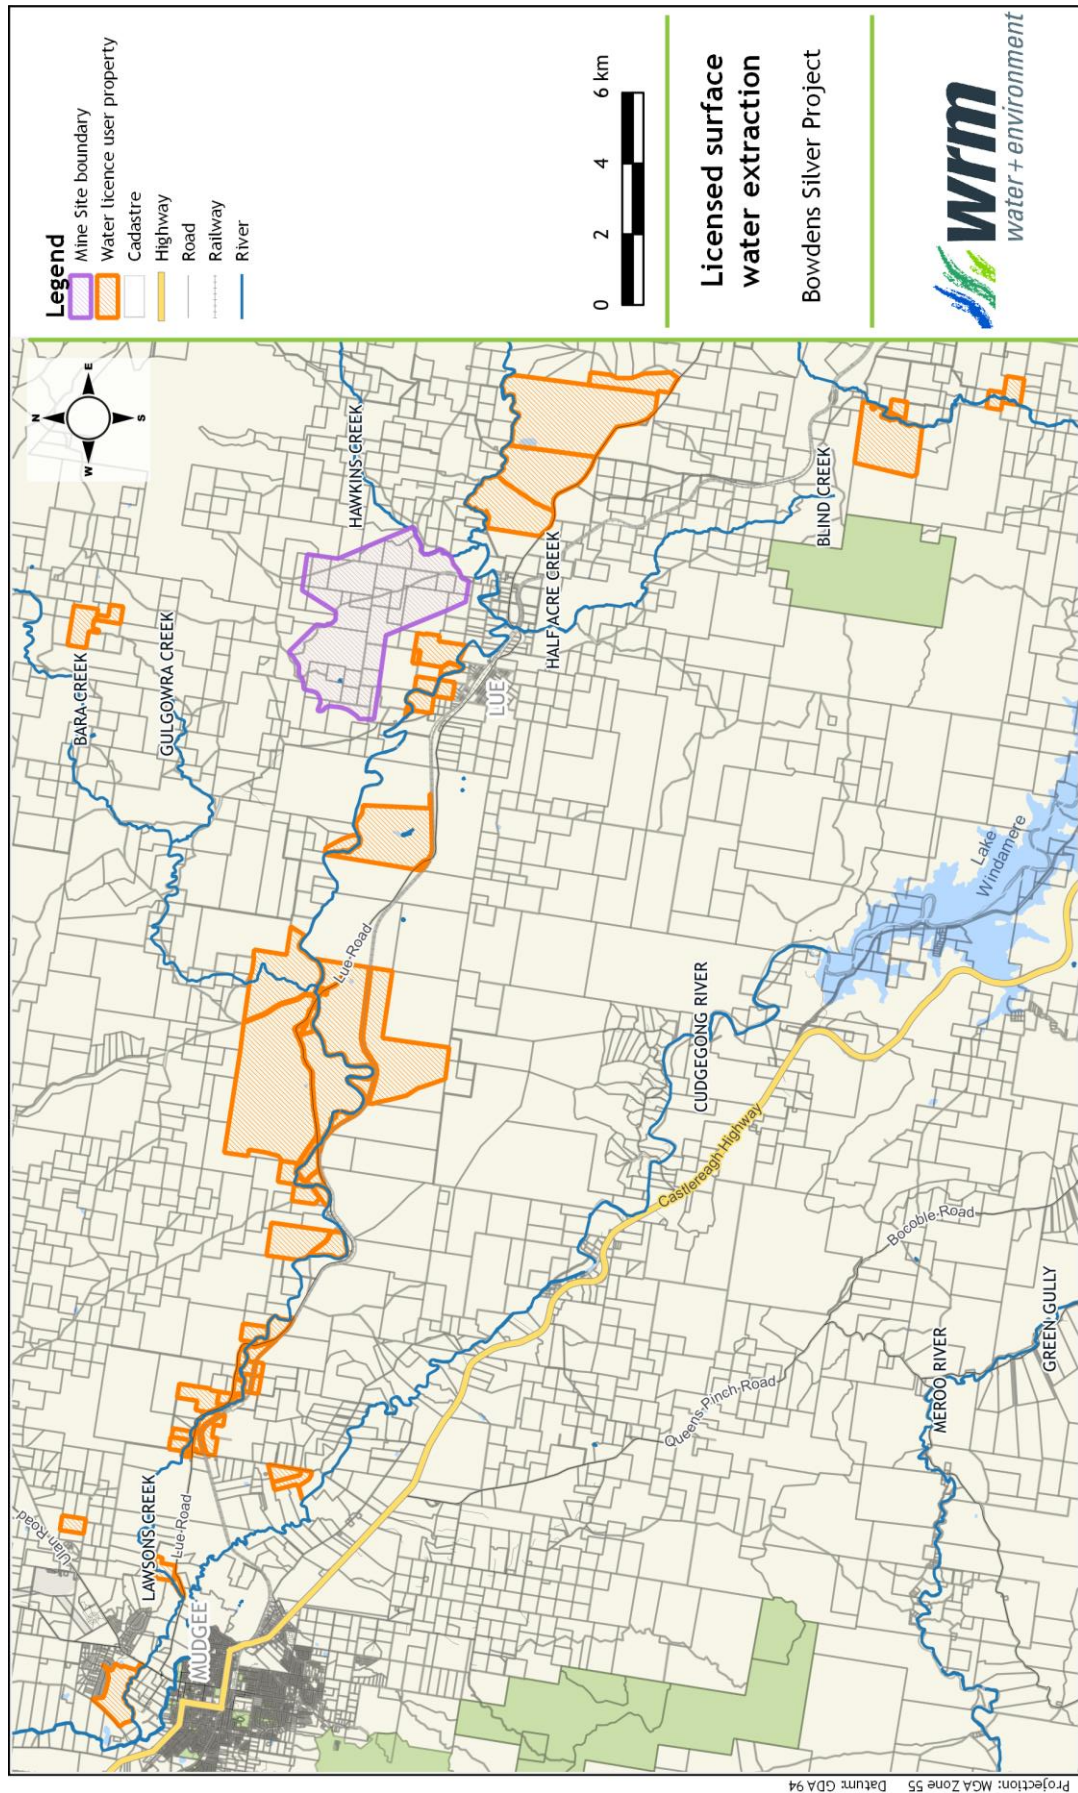 Legend
Mine Site boundary
Water licence user property
Cadastre
Highway
Road
Railway
River
0 2 4 6 km
Licensed surface
water extraction
Bowdens Silver Project
wrm
water + environment
N
W E
S
BARA CREEK
GULGOWRA CREEK
HAWKINS CREEK
HALF ACRE CREEK
BLIND CREEK
LUE
Lue Road
Lake
Windamere
CUDGEGONG RIVER
Castlereagh Highway
Bocoble Road
Queens Pinch Road
MEROO RIVER
GREEN GULLY
Ulan Road
LAWSONS CREEK
Lue Road
MUDGEE
Projection: MGA Zone 55 Datum: GDA 94